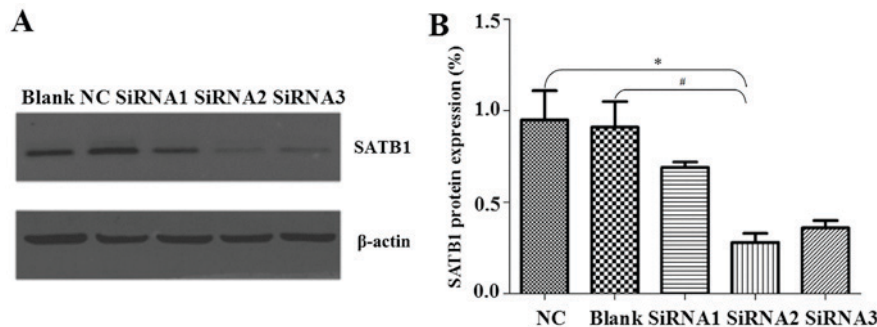 A
Blank NC SiRNA1 SiRNA2 SiRNA3
SATB1
β-actin
B
SATB1 protein expression (%)
1.5
1.0
0.5
0.0
*
#
NC Blank SiRNA1 SiRNA2 SiRNA3